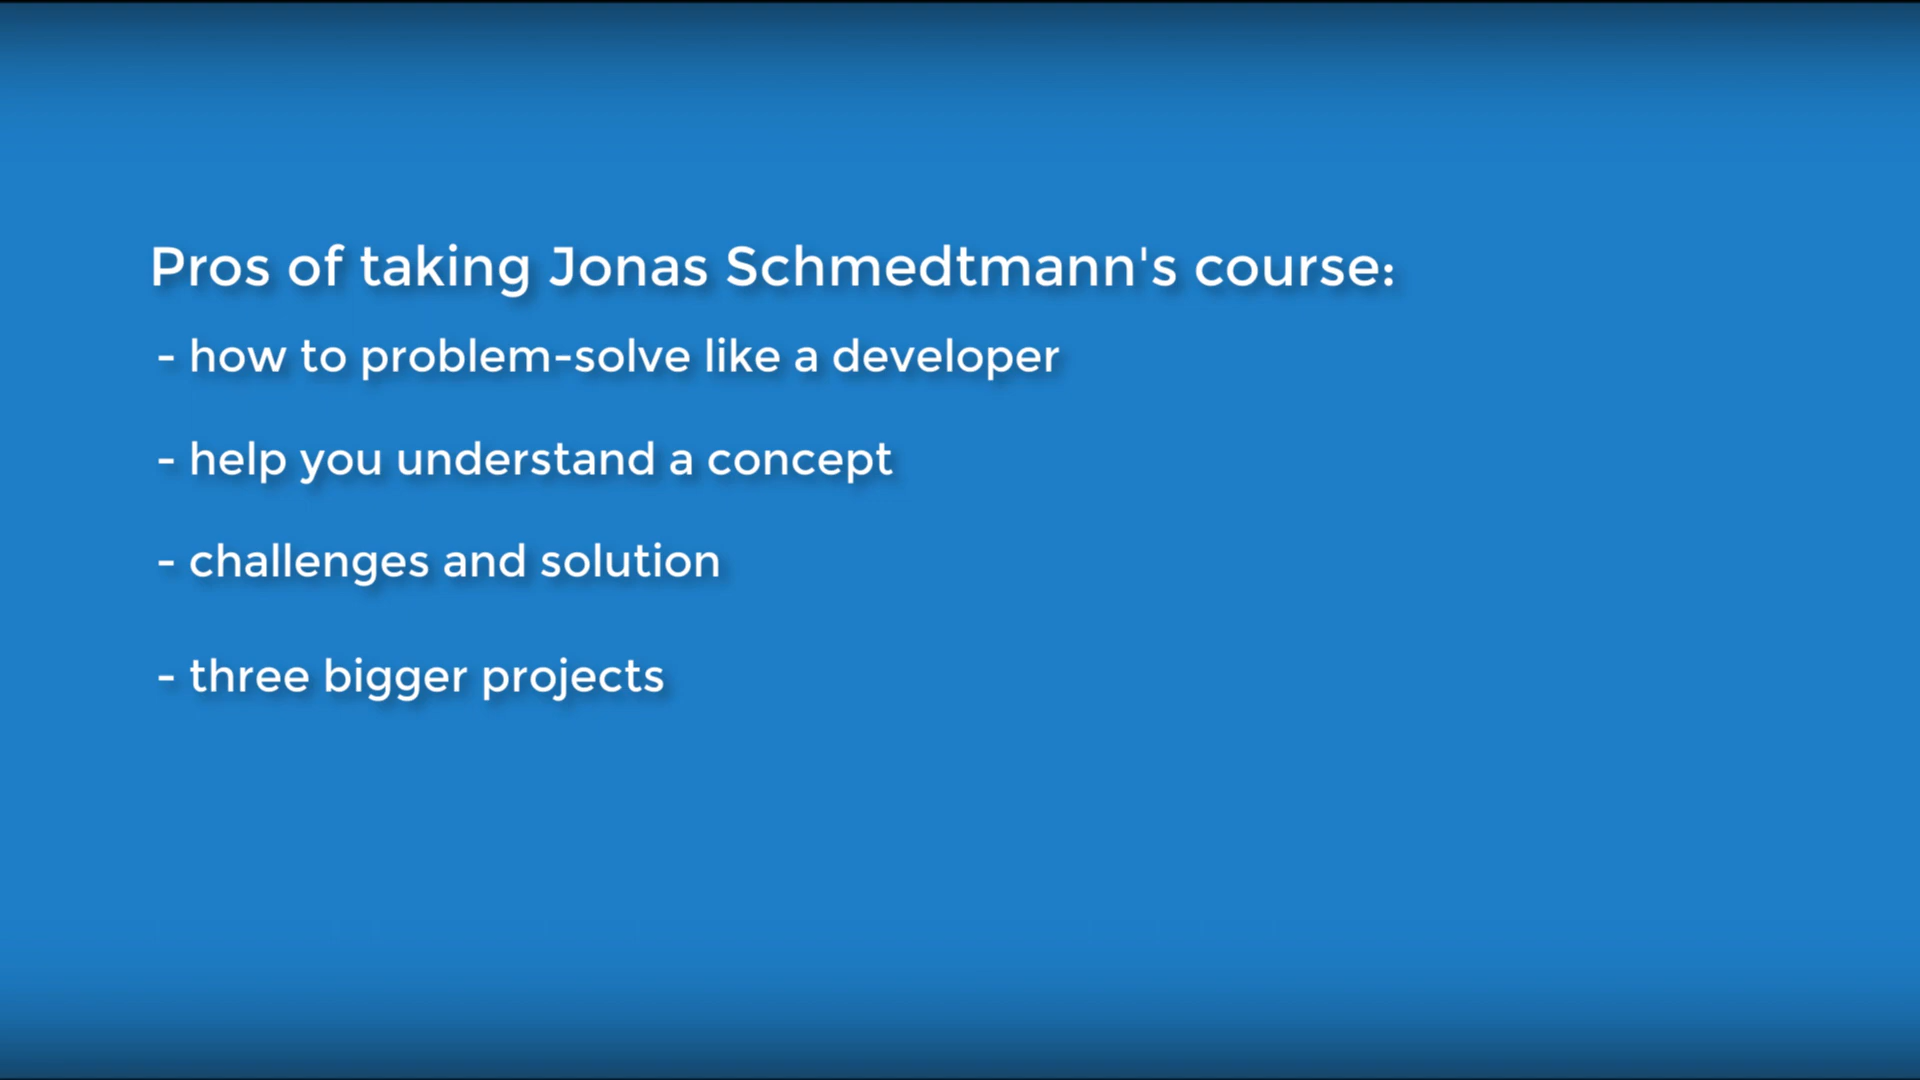 Pros of taking Jonas Schmedtmann's course:
- how to problem-solve like a developer
- help you understand a concept
- challenges and solution
- three bigger projects